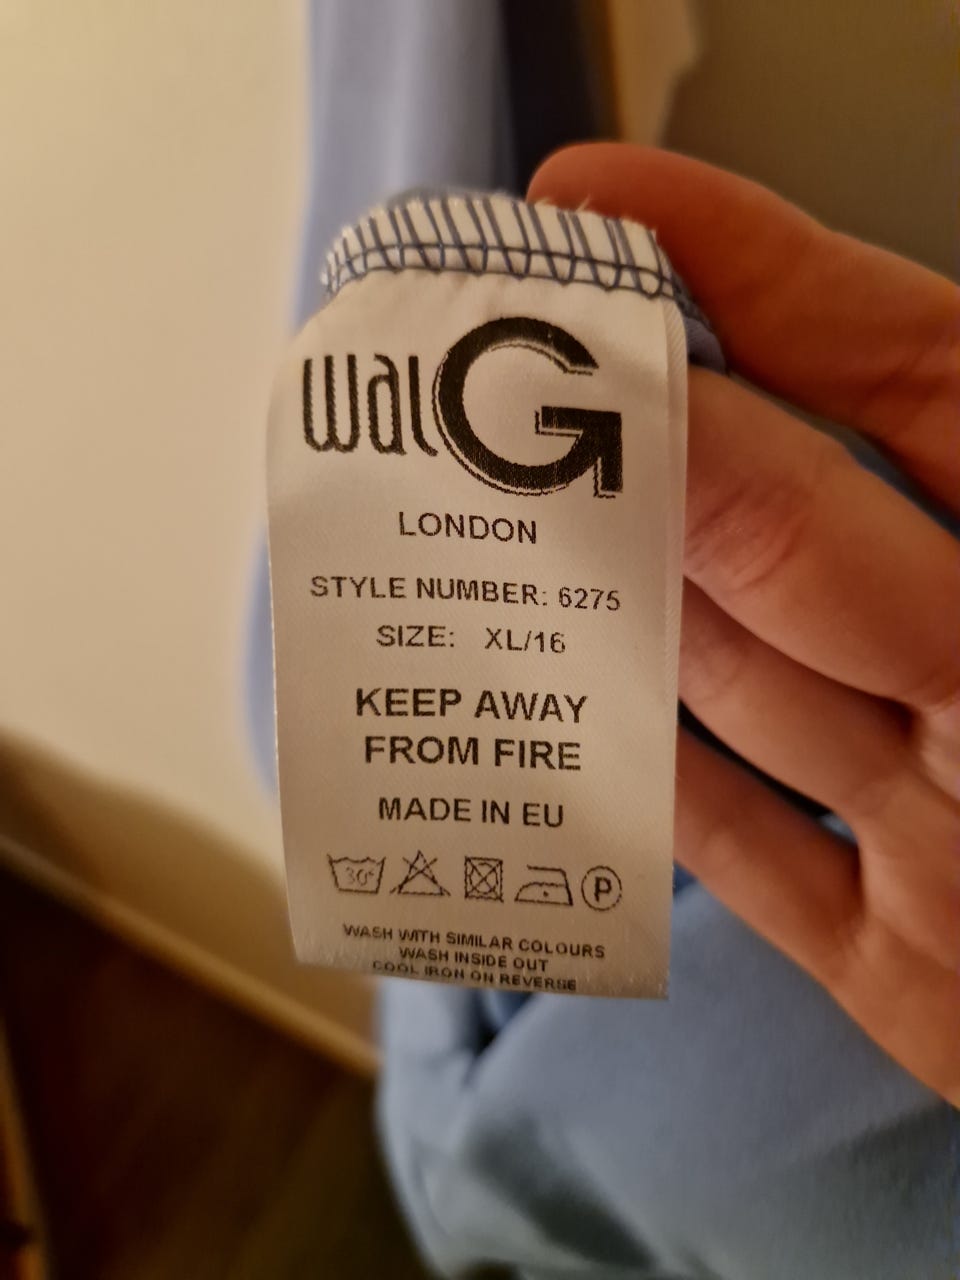 walG
LONDON
STYLE NUMBER: 6275
SIZE: XL/16
KEEP AWAY
FROM FIRE
MADE IN EU
30° P
WASH WITH SIMILAR COLOURS
WASH INSIDE OUT
COOL IRON ON REVERSE